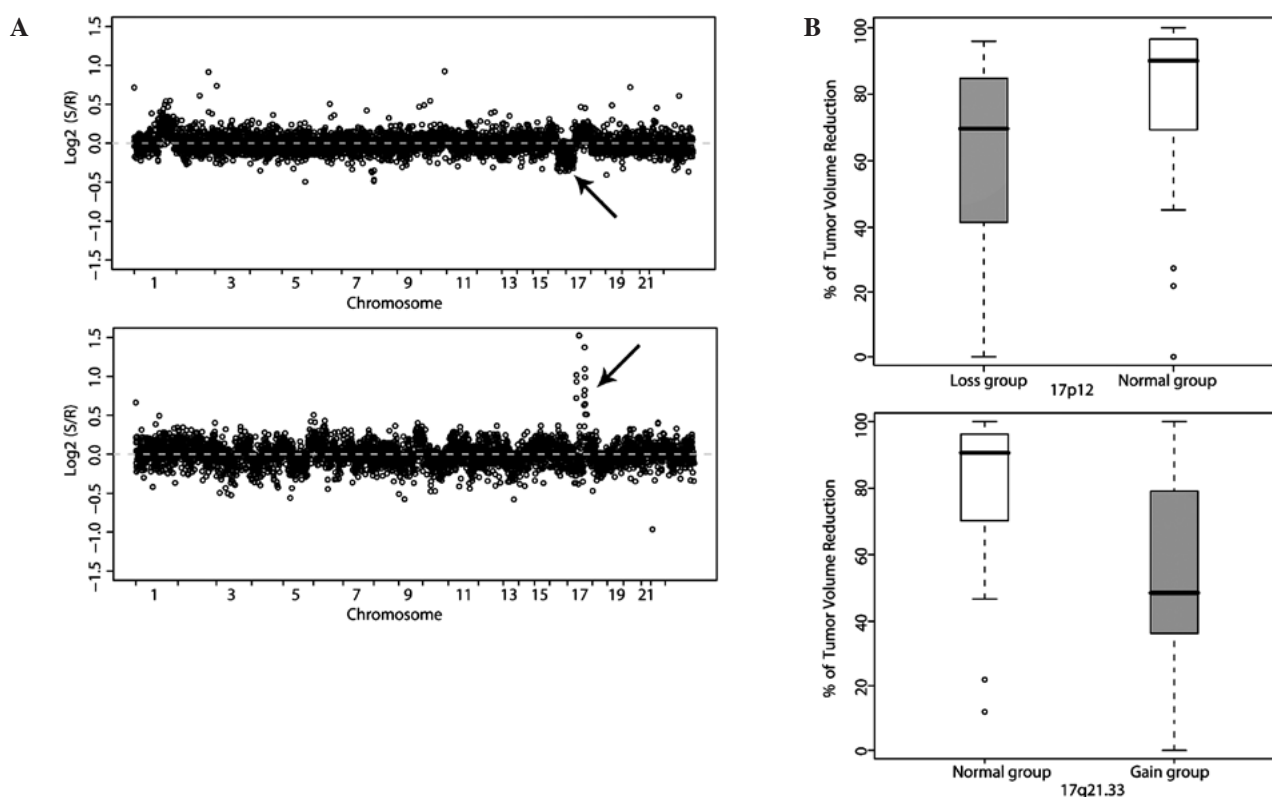 A
Log2 (S/R)
1.5
1.0
0.5
0.0
−0.5
−1.0
−1.5
1 3 5 7 9 11 13 15 17 19 21
Chromosome
Log2 (S/R)
1.5
1.0
0.5
0.0
−0.5
−1.0
−1.5
1 3 5 7 9 11 13 15 17 19 21
Chromosome
B
% of Tumor Volume Reduction
100
80
60
40
20
0
Loss group Normal group
17p12
% of Tumor Volume Reduction
100
80
60
40
20
0
Normal group Gain group
17q21.33